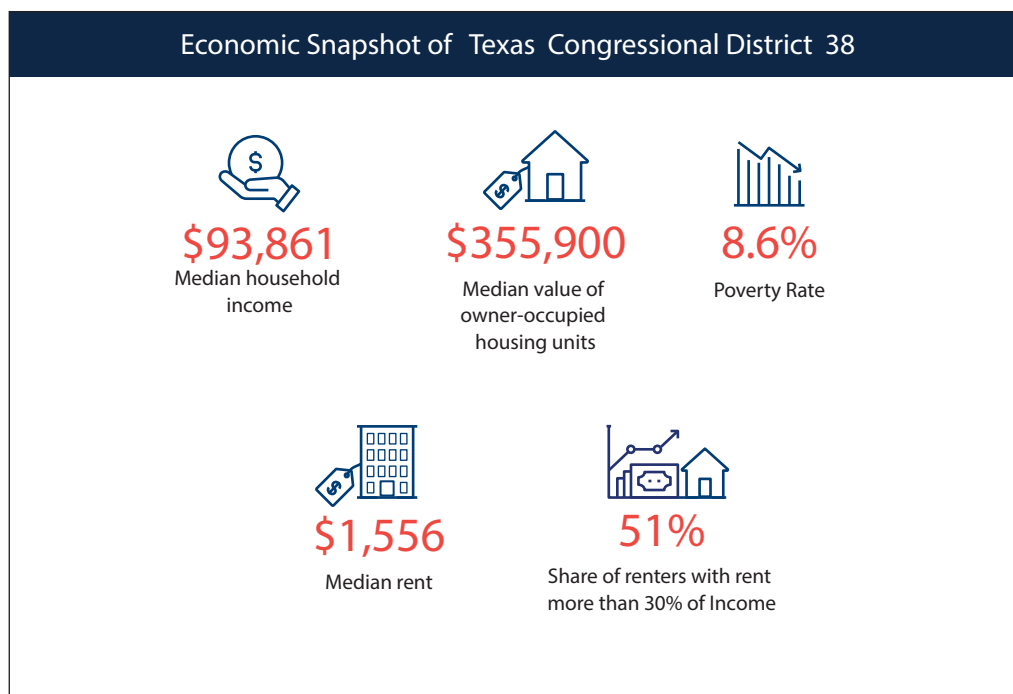 Economic Snapshot of Texas Congressional District 38
$
$
$93,861
Median household
income
$355,900
Median value of
owner-occupied
housing units
8.6%
Poverty Rate
$
$1,556
Median rent
51%
Share of renters with rent
more than 30% of Income